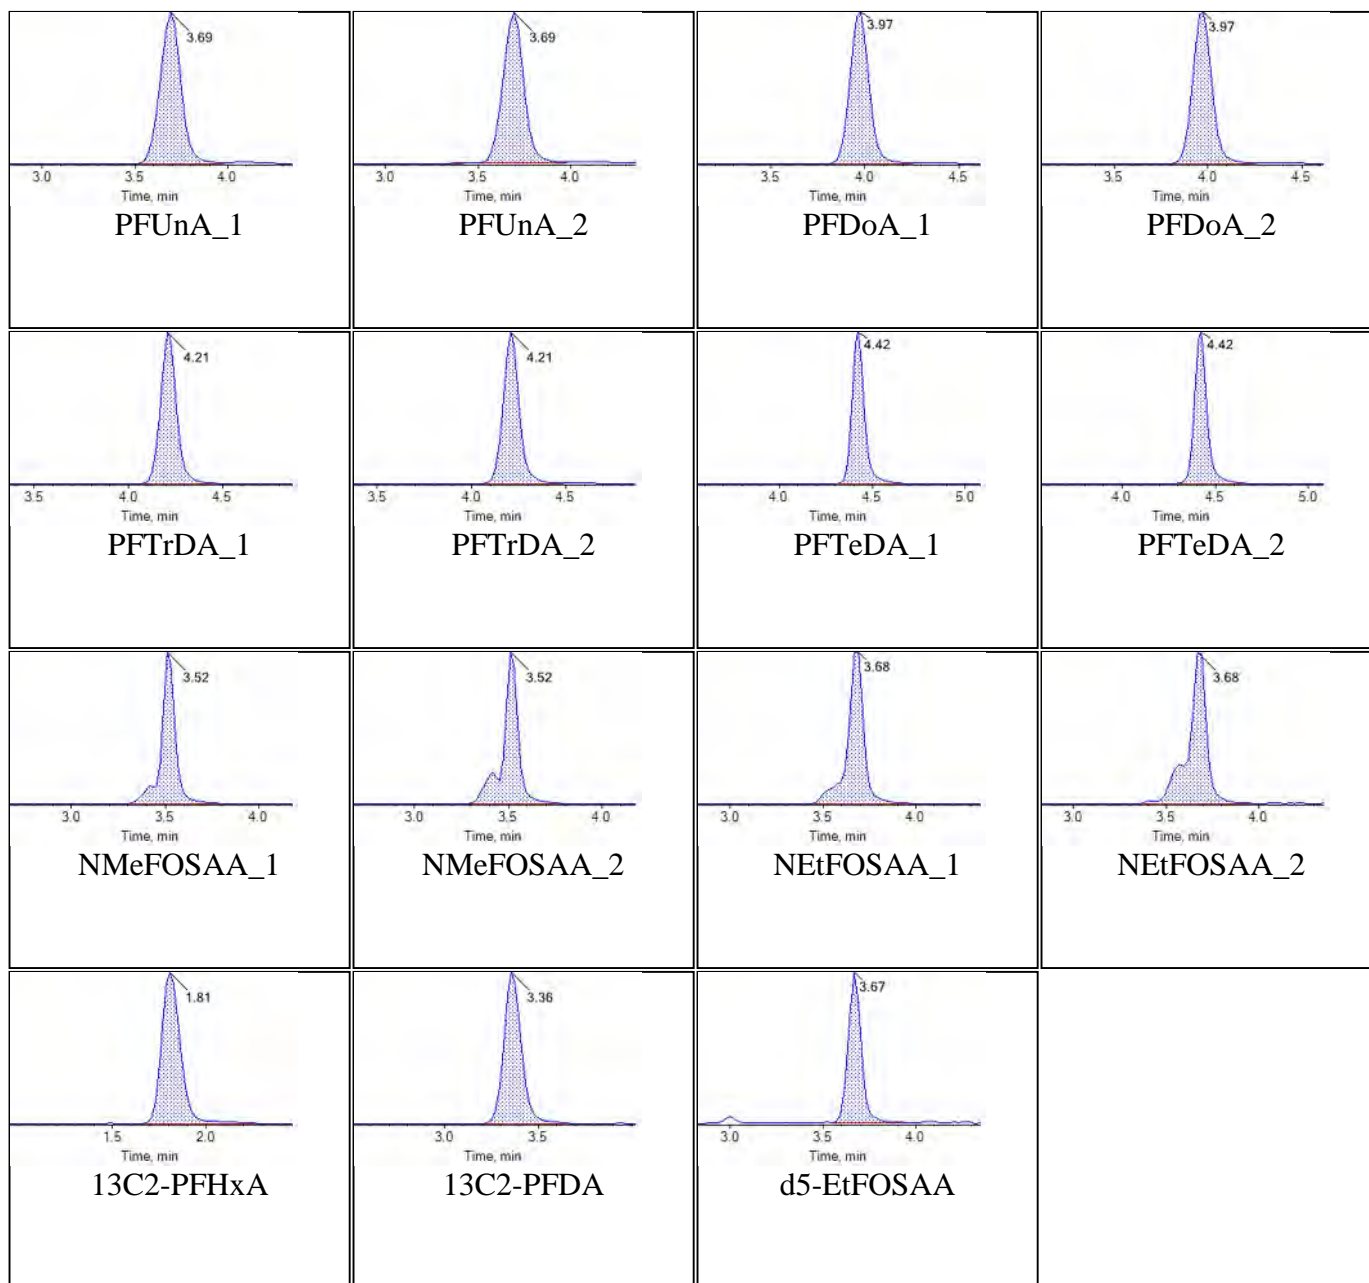 3.69
3.0 3.5 4.0
Time, min
PFUnA_1
3.69
3.0 3.5 4.0
Time, min
PFUnA_2
3.97
3.5 4.0 4.5
Time, min
PFDoA_1
3.97
3.5 4.0 4.5
Time, min
PFDoA_2
4.21
3.5 4.0 4.5
Time, min
PFTrDA_1
4.21
3.5 4.0 4.5
Time, min
PFTrDA_2
4.42
4.0 4.5 5.0
Time, min
PFTeDA_1
4.42
4.0 4.5 5.0
Time, min
PFTeDA_2
3.52
3.0 3.5 4.0
Time, min
NMeFOSAA_1
3.52
3.0 3.5 4.0
Time, min
NMeFOSAA_2
3.68
3.0 3.5 4.0
Time, min
NEtFOSAA_1
3.68
3.0 3.5 4.0
Time, min
NEtFOSAA_2
1.81
1.5 2.0
Time, min
13C2-PFHxA
3.36
3.0 3.5
Time, min
13C2-PFDA
3.67
3.0 3.5 4.0
Time, min
d5-EtFOSAA